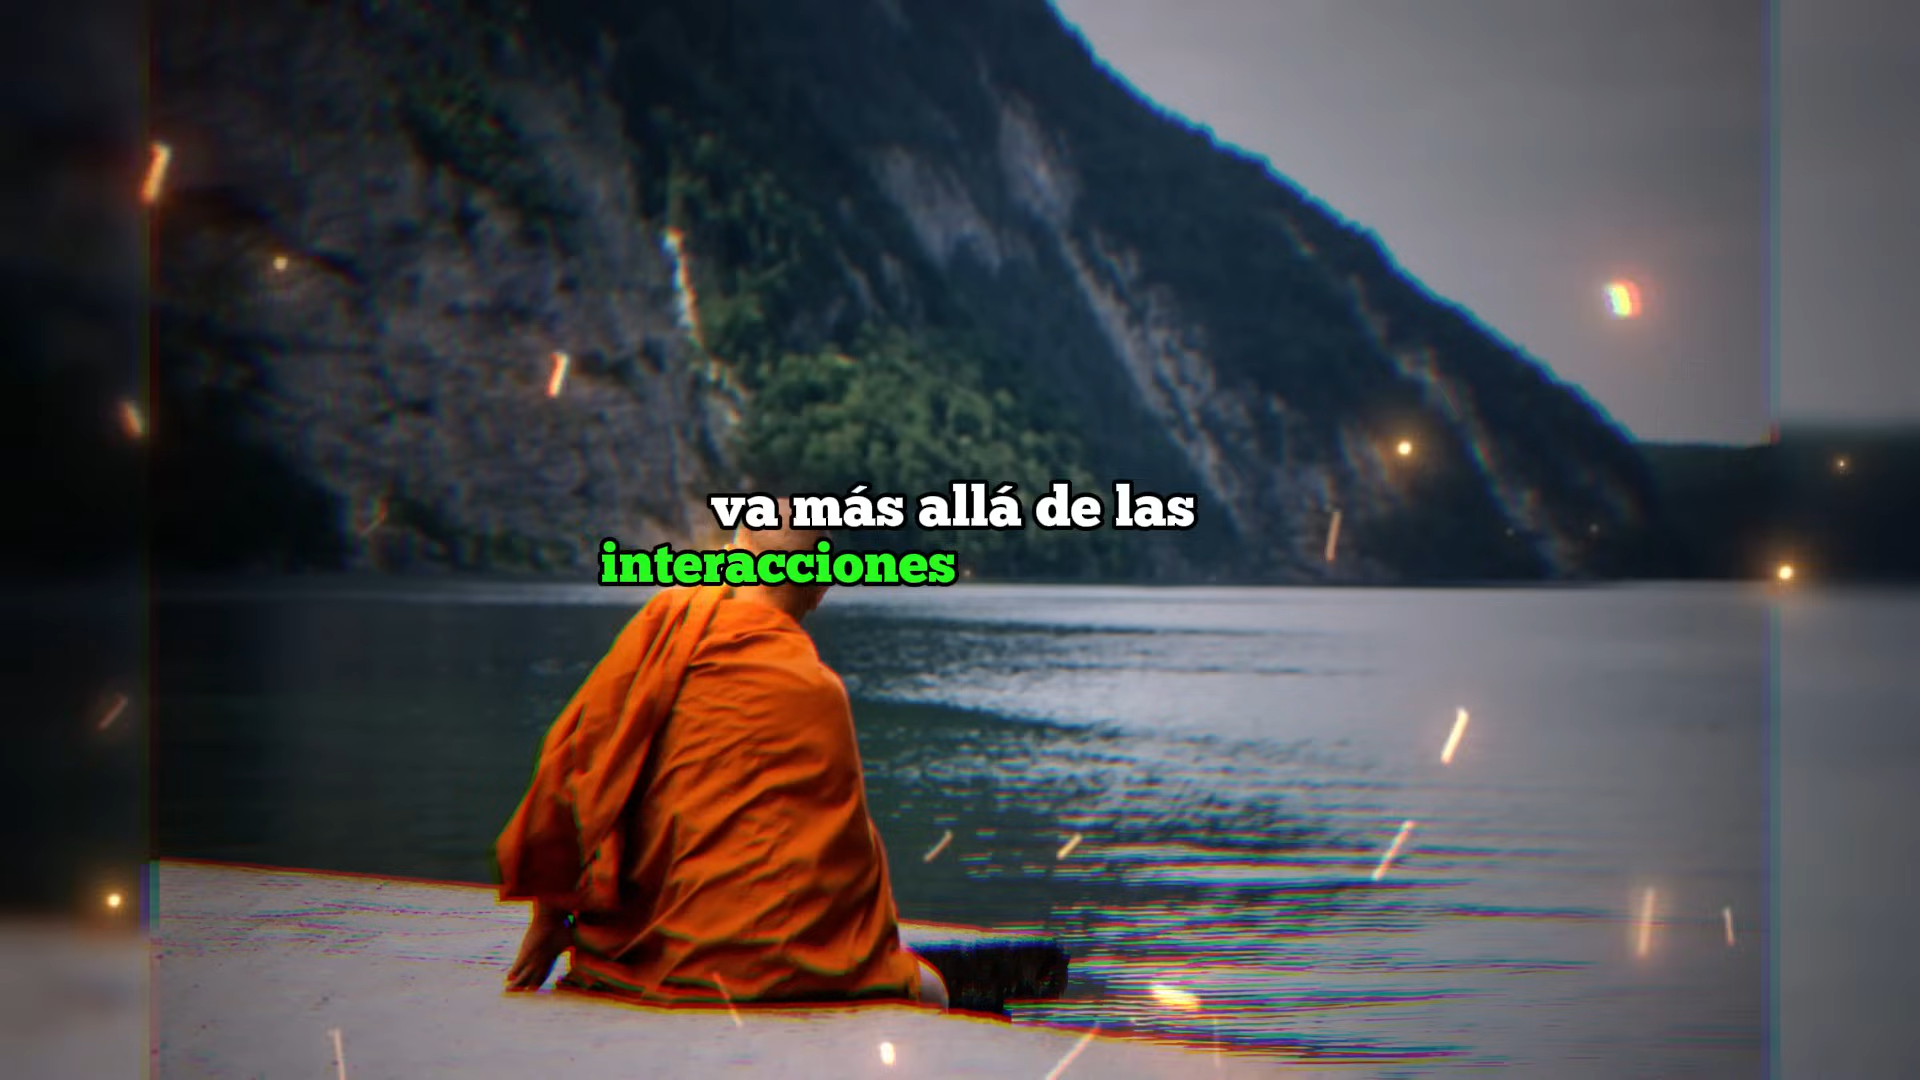 va más allá de las
interacciones